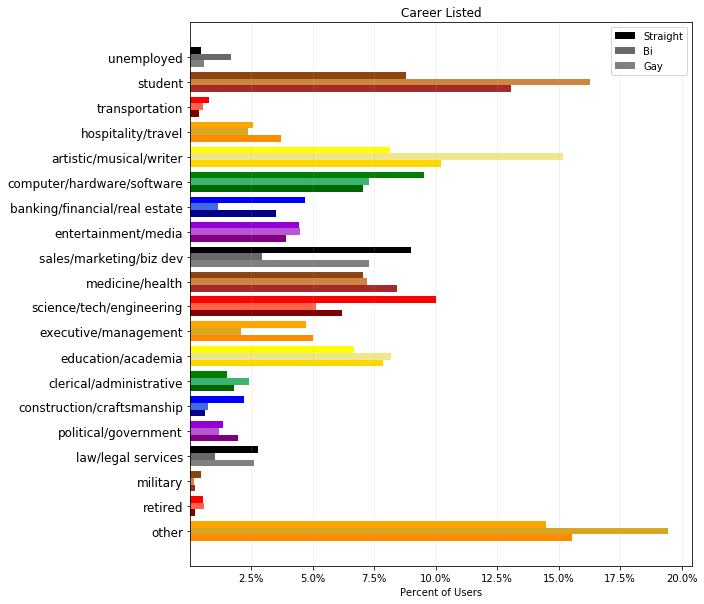 Career Listed
Straight
Bi
Gay
unemployed
student
transportation
hospitality/travel
artistic/musical/writer
computer/hardware/software
banking/financial/real estate
entertainment/media
sales/marketing/biz dev
medicine/health
science/tech/engineering
executive/management
education/academia
clerical/administrative
construction/craftsmanship
political/government
law/legal services
military
retired
other
2.5% 5.0% 7.5% 10.0% 12.5% 15.0% 17.5% 20.0%
Percent of Users